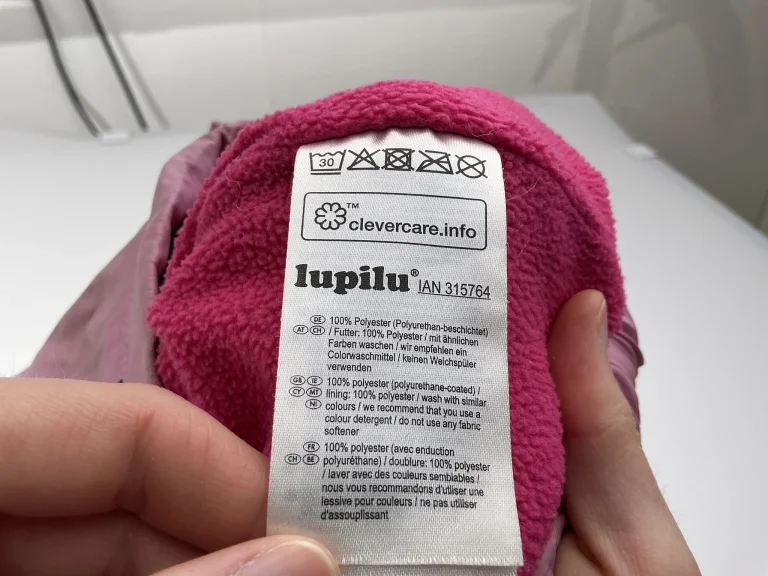 30
™
clevercare.info
lupilu® IAN 315764
DE 100% Polyester (Polyurethan-beschichtet)
AT CH / Futter: 100% Polyester / mit ähnlichen
Farben waschen / wir empfehlen ein
Colorwaschmittel / keinen Weichspüler
verwenden
GB IE 100% polyester (polyurethane-coated) /
CY MT lining: 100% polyester / wash with similar
NI colours / we recommend that you use a
colour detergent / do not use any fabric
softener
FR 100% polyester (avec enduction
CH BE polyuréthane) / doublure: 100% polyester
/ laver avec des couleurs semblables /
nous vous recommandons d'utiliser une
lessive pour couleurs / ne pas utiliser
d'assouplissant